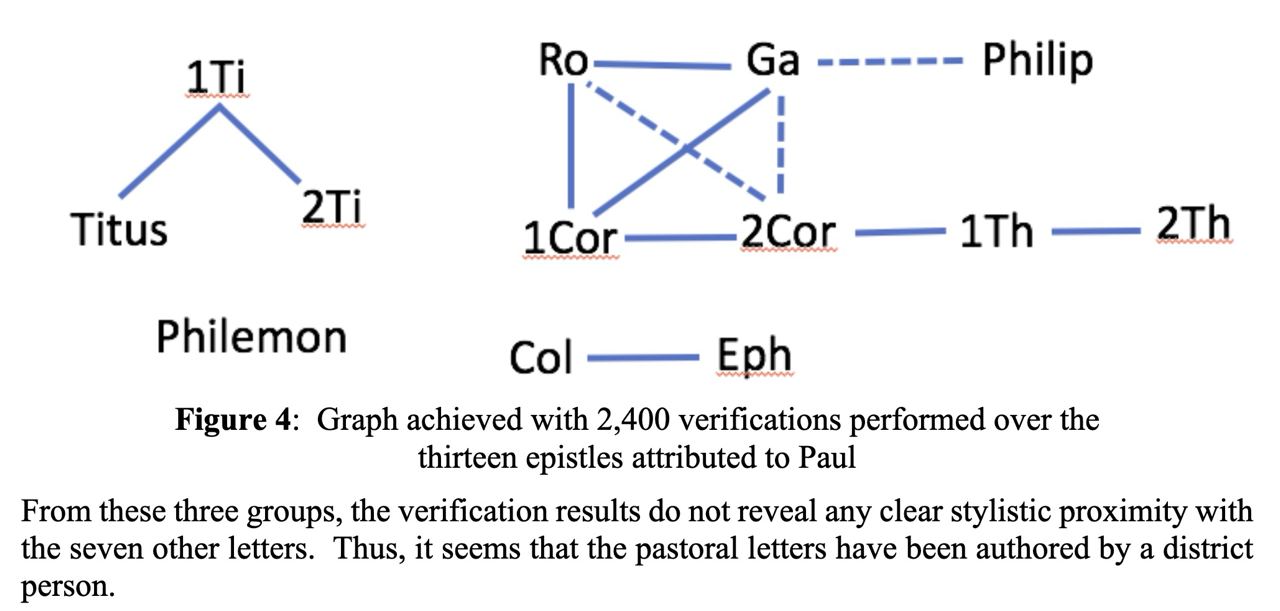 1Ti
Titus
2Ti
Philemon
Ro Ga Philip
1Cor 2Cor 1Th 2Th
Col Eph
Figure 4: Graph achieved with 2,400 verifications performed over the
thirteen epistles attributed to Paul
From these three groups, the verification results do not reveal any clear stylistic proximity with
the seven other letters. Thus, it seems that the pastoral letters have been authored by a district
person.